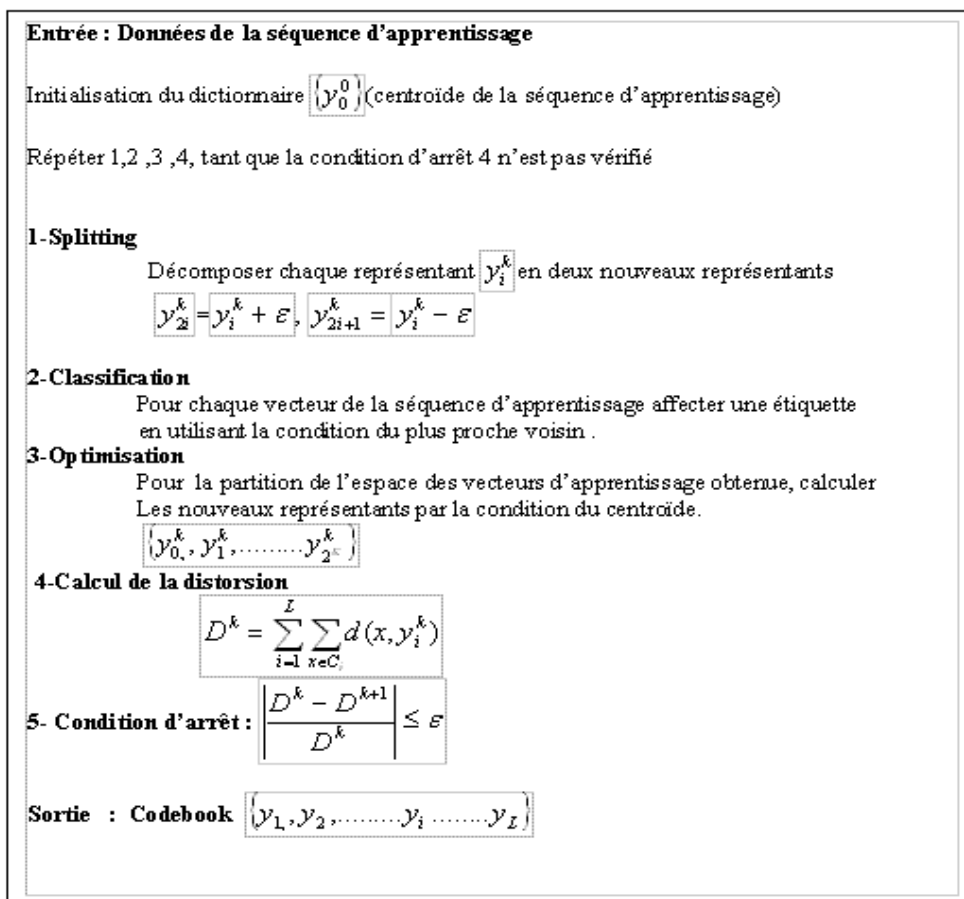 Entrée : Données de la séquence d'apprentissage
Initialisation du dictionnaire {y_0^0}(centroïde de la séquence d'apprentissage)
Répéter 1,2 ,3 ,4, tant que la condition d'arrêt 4 n'est pas vérifié
1-Splitting
Décomposer chaque représentant y_i^k en deux nouveaux représentants
y_{2i}^k = y_i^k + ε, y_{2i+1}^k = y_i^k − ε
2-Classification
Pour chaque vecteur de la séquence d'apprentissage affecter une étiquette
en utilisant la condition du plus proche voisin .
3-Optimisation
Pour la partition de l'espace des vecteurs d'apprentissage obtenue, calculer
Les nouveaux représentants par la condition du centroïde.
{y_{0,}^k, y_1^k,.........y_{2^K}^k}
4-Calcul de la distorsion
D^k = ∑_{i=1}^{L} ∑_{x∈C_i} d(x, y_i^k)
5- Condition d'arrêt : |(D^k − D^{k+1}) / D^k| ≤ ε
Sortie : Codebook {y_{1,}, y_2,.........y_i........y_L}